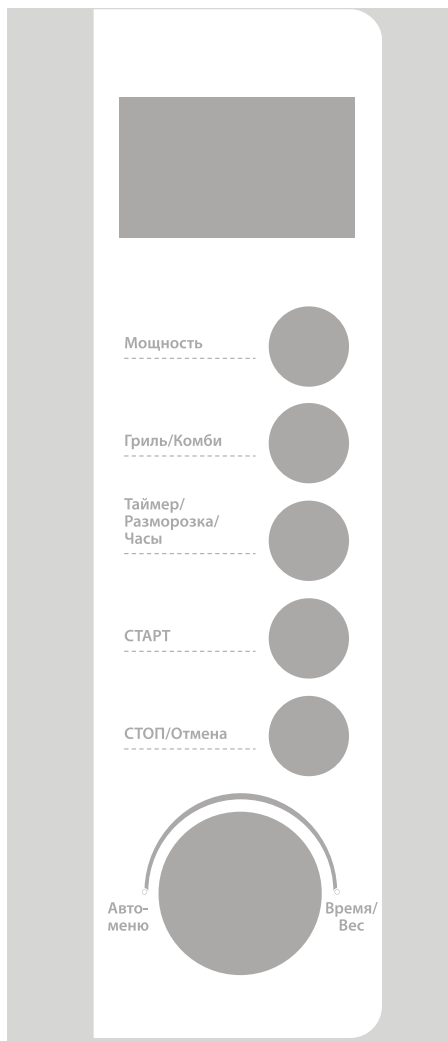 Мощность
Гриль/Комби
Таймер/
Разморозка/
Часы
СТАРТ
СТОП/Отмена
Авто-
меню
Время/
Вес